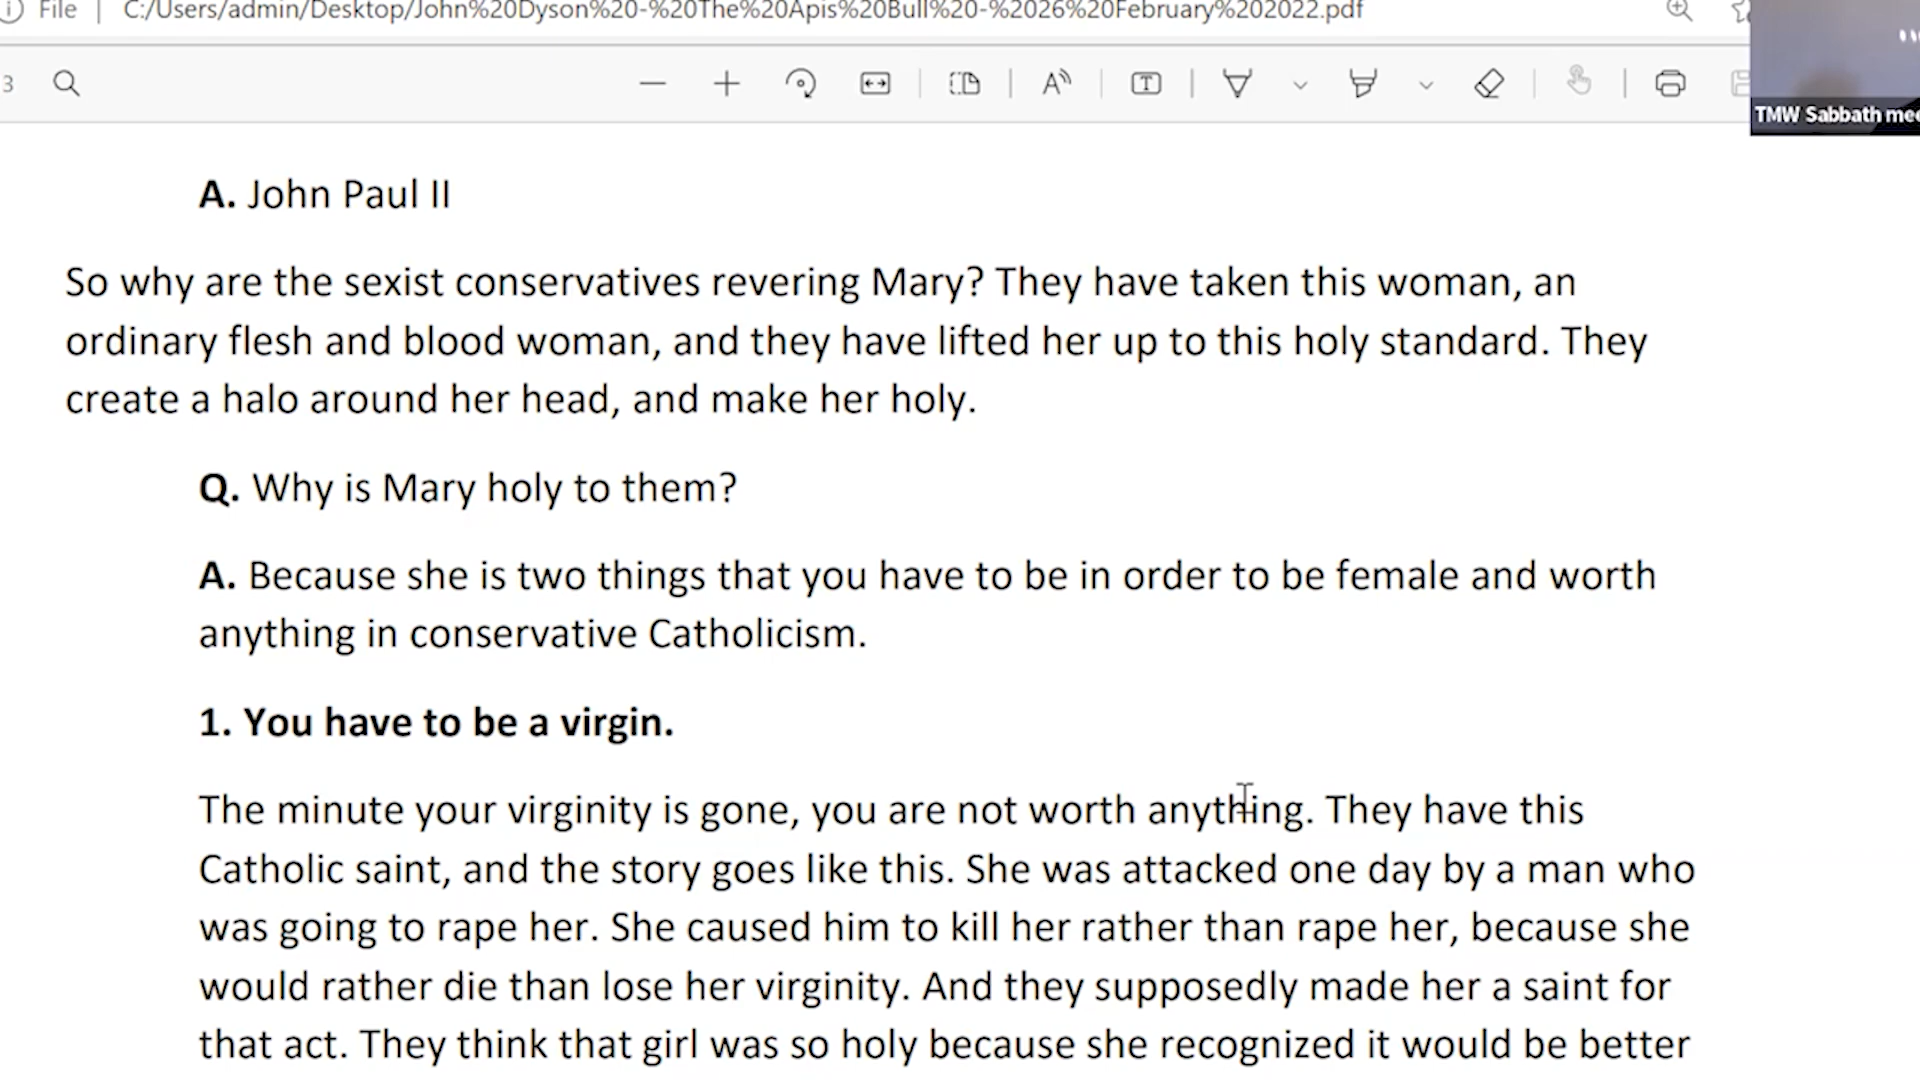 File | C:/Users/admin/Desktop/John%20Dyson%20-%20The%20Apis%20Bull%20-%2026%20February%202022.pdf
3
TMW Sabbath mee
A. John Paul II
So why are the sexist conservatives revering Mary? They have taken this woman, an
ordinary flesh and blood woman, and they have lifted her up to this holy standard. They
create a halo around her head, and make her holy.
Q. Why is Mary holy to them?
A. Because she is two things that you have to be in order to be female and worth
anything in conservative Catholicism.
1. You have to be a virgin.
The minute your virginity is gone, you are not worth anything. They have this
Catholic saint, and the story goes like this. She was attacked one day by a man who
was going to rape her. She caused him to kill her rather than rape her, because she
would rather die than lose her virginity. And they supposedly made her a saint for
that act. They think that girl was so holy because she recognized it would be better